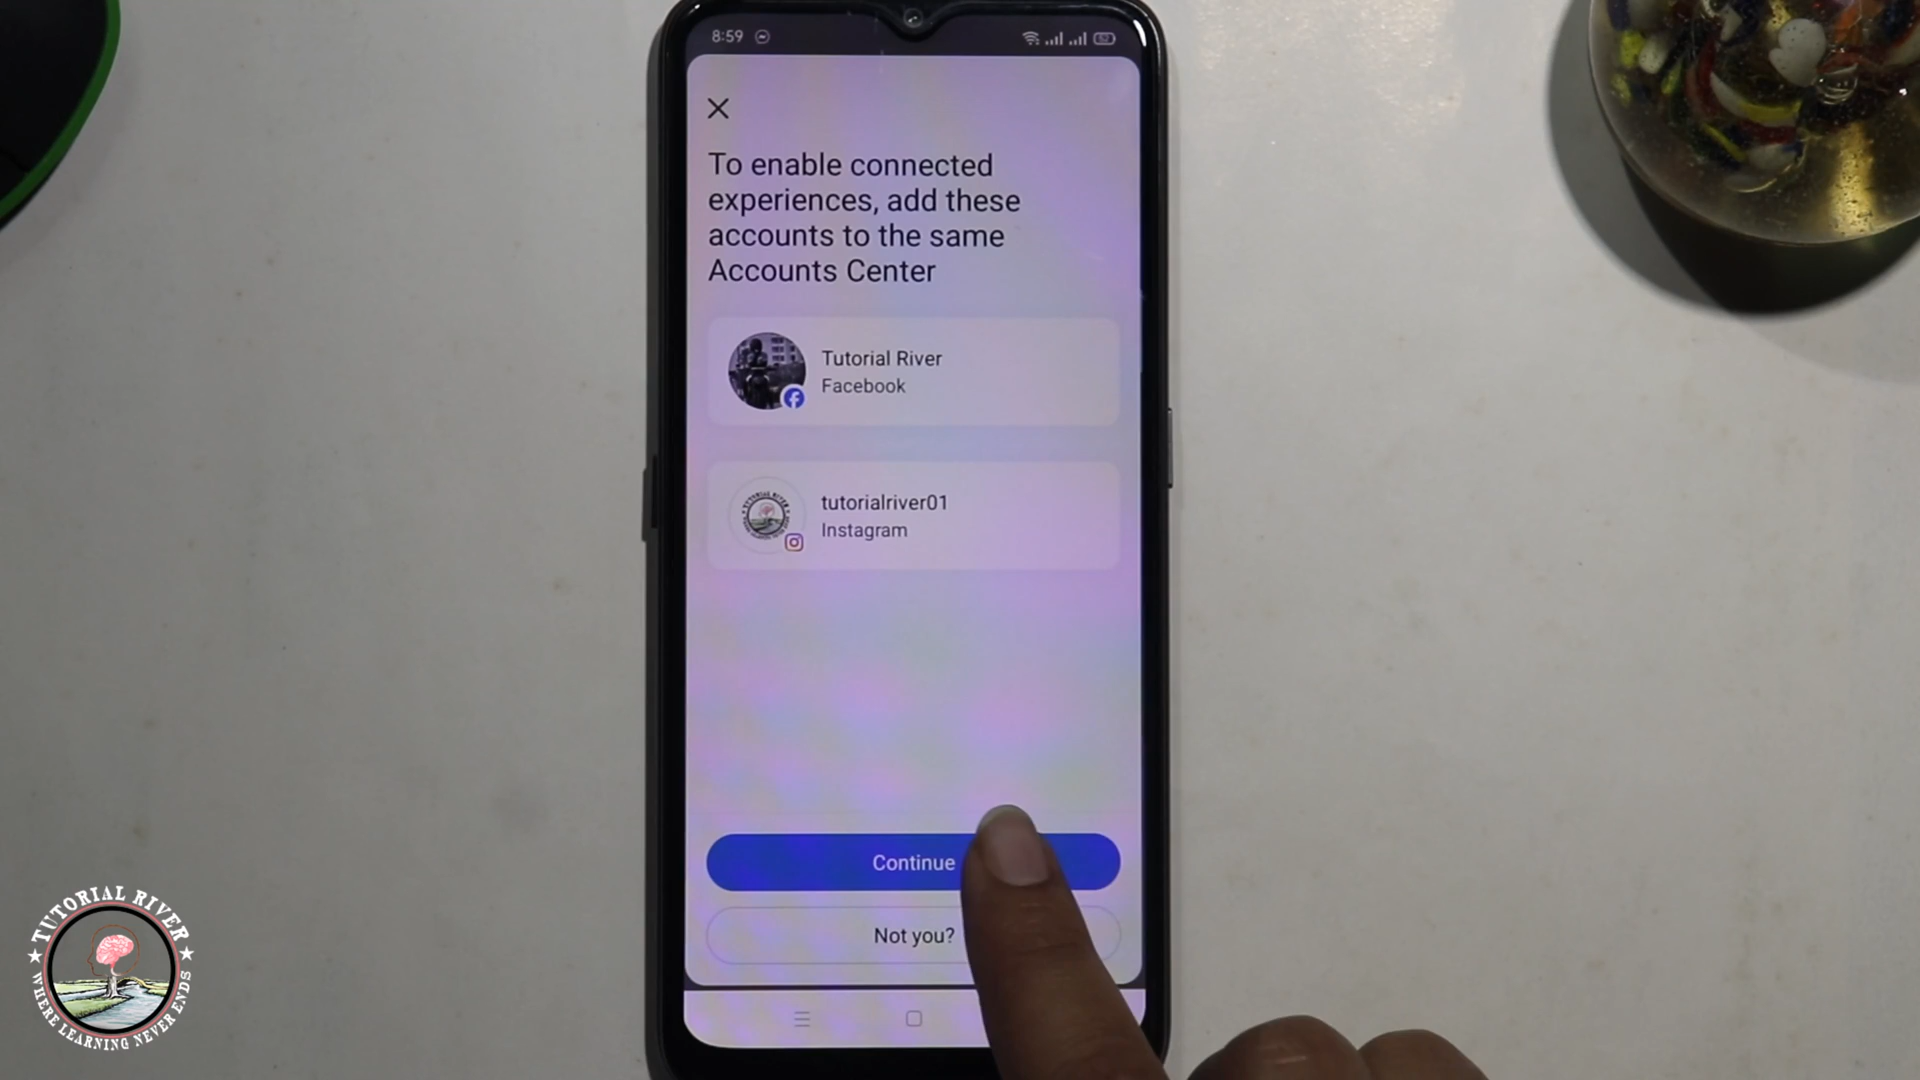 8:59
To enable connected
experiences, add these
accounts to the same
Accounts Center
Tutorial River
Facebook
tutorialriver01
Instagram
Continue
Not you?
TUTORIAL RIVER
WHERE LEARNING NEVER ENDS